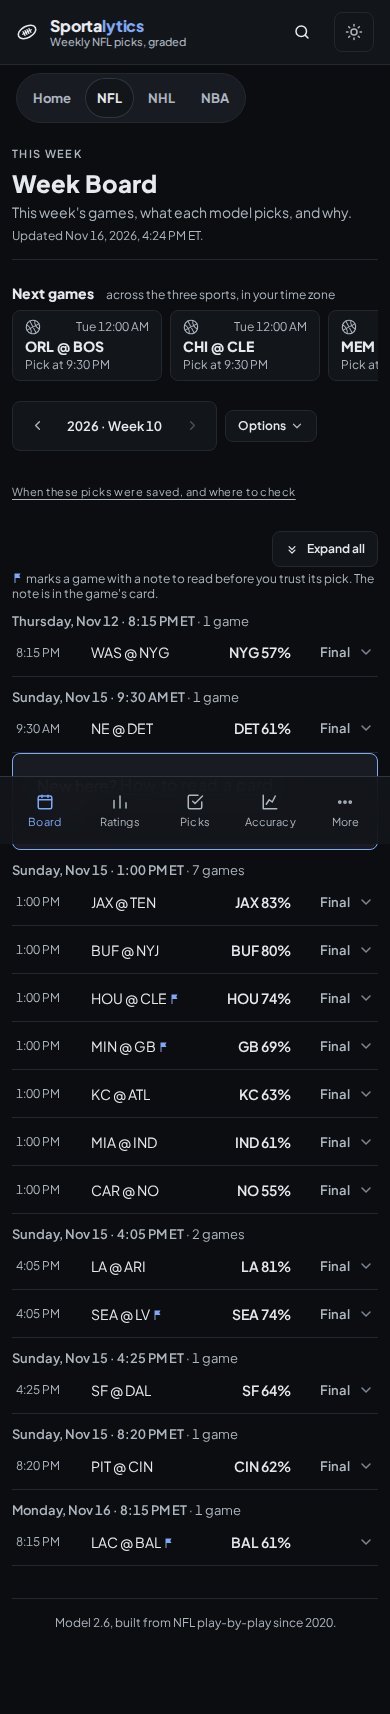 Sportalytics
Weekly NFL picks, graded
Home NFL NHL NBA
THIS WEEK
Week Board
This week's games, what each model picks, and why.
Updated Nov 16, 2026, 4:24 PM ET.
Next games across the three sports, in your time zone
Tue 12:00 AM Tue 12:00 AM
ORL @ BOS CHI @ CLE MEM
Pick at 9:30 PM Pick at 9:30 PM Pick at
2026 · Week 10 Options
When these picks were saved, and where to check
Expand all
marks a game with a note to read before you trust its pick. The
note is in the game's card.
Thursday, Nov 12 · 8:15 PM ET · 1 game
8:15 PM WAS @ NYG NYG 57% Final
Sunday, Nov 15 · 9:30 AM ET · 1 game
9:30 AM NE @ DET DET 61% Final
Board Ratings Picks Accuracy More
Sunday, Nov 15 · 1:00 PM ET · 7 games
1:00 PM JAX @ TEN JAX 83% Final
1:00 PM BUF @ NYJ BUF 80% Final
1:00 PM HOU @ CLE HOU 74% Final
1:00 PM MIN @ GB GB 69% Final
1:00 PM KC @ ATL KC 63% Final
1:00 PM MIA @ IND IND 61% Final
1:00 PM CAR @ NO NO 55% Final
Sunday, Nov 15 · 4:05 PM ET · 2 games
4:05 PM LA @ ARI LA 81% Final
4:05 PM SEA @ LV SEA 74% Final
Sunday, Nov 15 · 4:25 PM ET · 1 game
4:25 PM SF @ DAL SF 64% Final
Sunday, Nov 15 · 8:20 PM ET · 1 game
8:20 PM PIT @ CIN CIN 62% Final
Monday, Nov 16 · 8:15 PM ET · 1 game
8:15 PM LAC @ BAL BAL 61%
Model 2.6, built from NFL play-by-play since 2020.